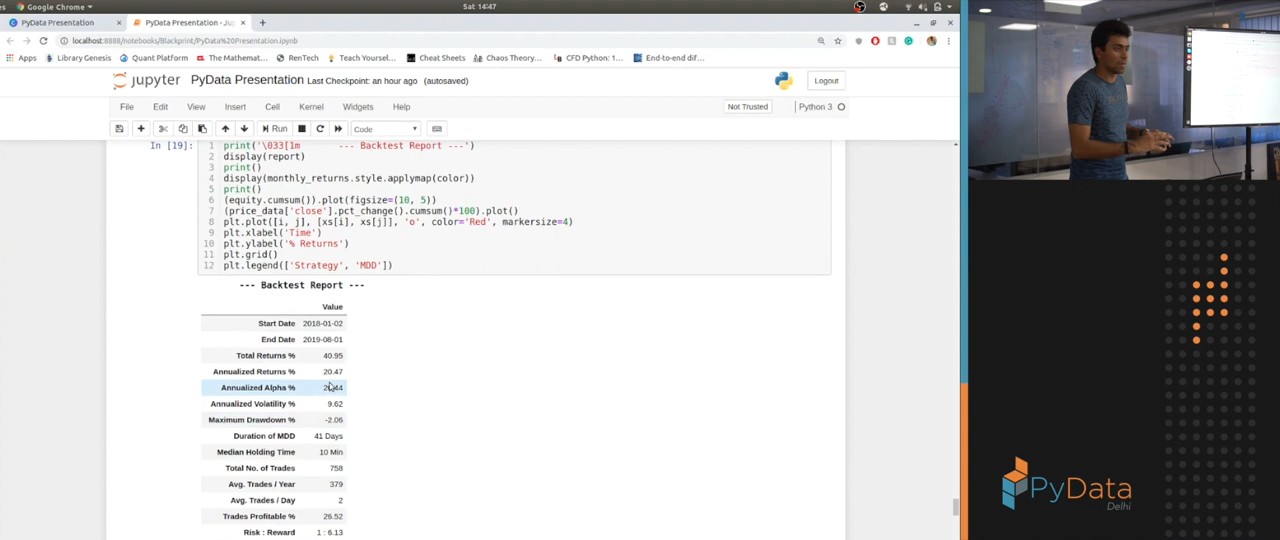 Google Chrome
Sat 14:47
PyData Presentation
PyData Presentation - Jup
localhost:8888/notebooks/Blackprint/PyData%20Presentation.ipynb
Apps
Library Genesis
Quant Platform
The Mathemat...
RenTech
Teach Yoursel...
Cheat Sheets
Chaos Theory,...
CFD Python: 1...
End-to-end dif...
jupyter
PyData Presentation
Last Checkpoint: an hour ago
(autosaved)
Logout
File
Edit
View
Insert
Cell
Kernel
Widgets
Help
Not Trusted
Python 3
Run
Code
In [19]:
1 print('\033[1m       --- Backtest Report ---')
2 display(report)
3 print()
4 display(monthly_returns.style.applymap(color))
5 print()
6 (equity.cumsum()).plot(figsize=(10, 5))
7 (price_data['close'].pct_change().cumsum()*100).plot()
8 plt.plot([i, j], [xs[i], xs[j]], 'o', color='Red', markersize=4)
9 plt.xlabel('Time')
10 plt.ylabel('% Returns')
11 plt.grid()
12 plt.legend(['Strategy', 'MDD'])
--- Backtest Report ---
Value
Start Date 2018-01-02
End Date 2019-08-01
Total Returns % 40.95
Annualized Returns % 20.47
Annualized Alpha %
Annualized Volatility % 9.62
Maximum Drawdown % -2.06
Duration of MDD 41 Days
Median Holding Time 10 Min
Total No. of Trades 758
Avg. Trades / Year 379
Avg. Trades / Day 2
Trades Profitable % 26.52
Risk : Reward 1 : 6.13
PyData
Delhi